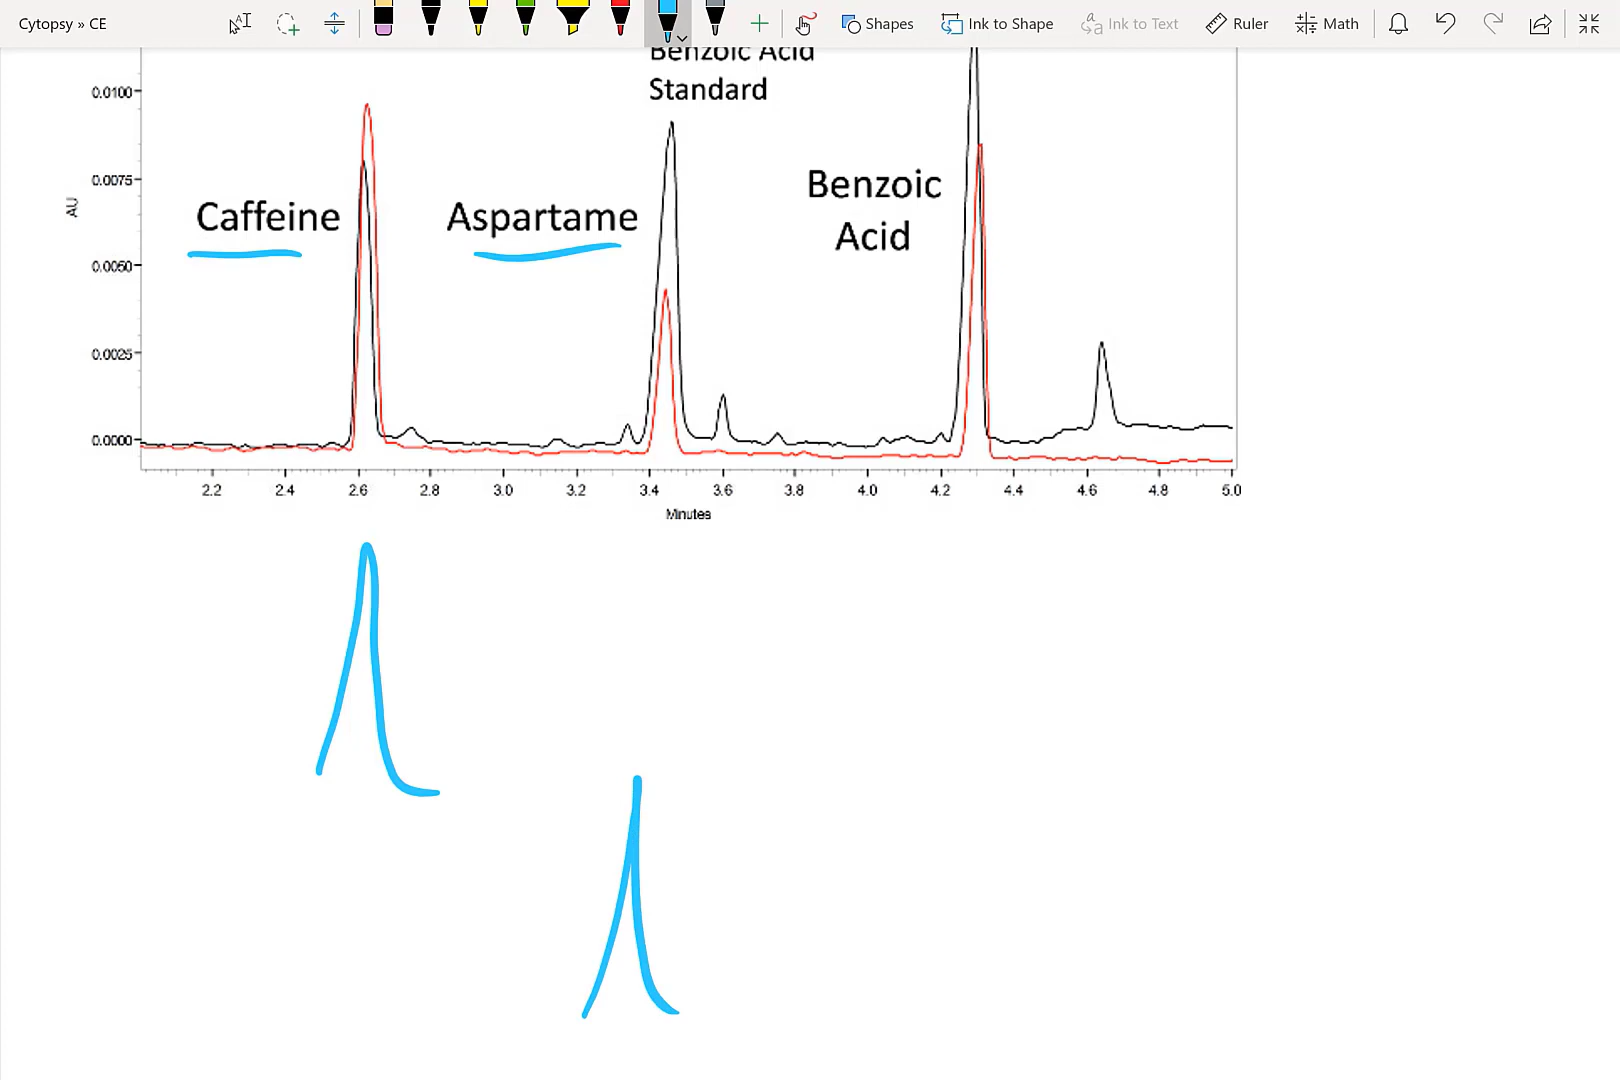 Cytopsy » CE
Shapes
Ink to Shape
Ink to Text
Ruler
Math
Benzoic Acid
Standard
0.0100
0.0075
AU
0.0050
0.0025
0.0000
Caffeine
Aspartame
Benzoic
Acid
2.2 2.4 2.6 2.8 3.0 3.2 3.4 3.6 3.8 4.0 4.2 4.4 4.6 4.8 5.0
Minutes